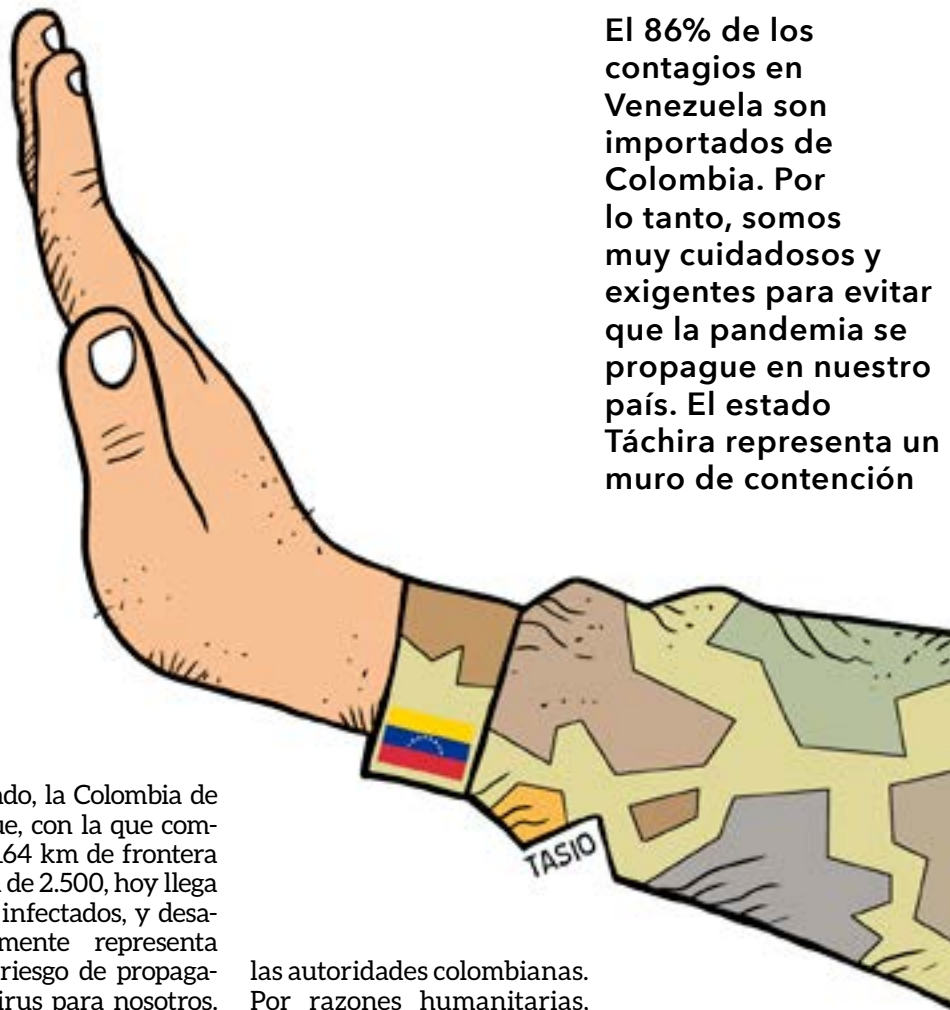 El 86% de los
contagios en
Venezuela son
importados de
Colombia. Por
lo tanto, somos
muy cuidadosos y
exigentes para evitar
que la pandemia se
propague en nuestro
país. El estado
Táchira representa un
muro de contención
TASIO
la Colombia de
con la que com-
64 km de frontera
de 2.500, hoy llega
infectados, y desa-
mente representa
riesgo de propaga-
irus para nosotros.
las autoridades colombianas.
Por razones humanitarias,